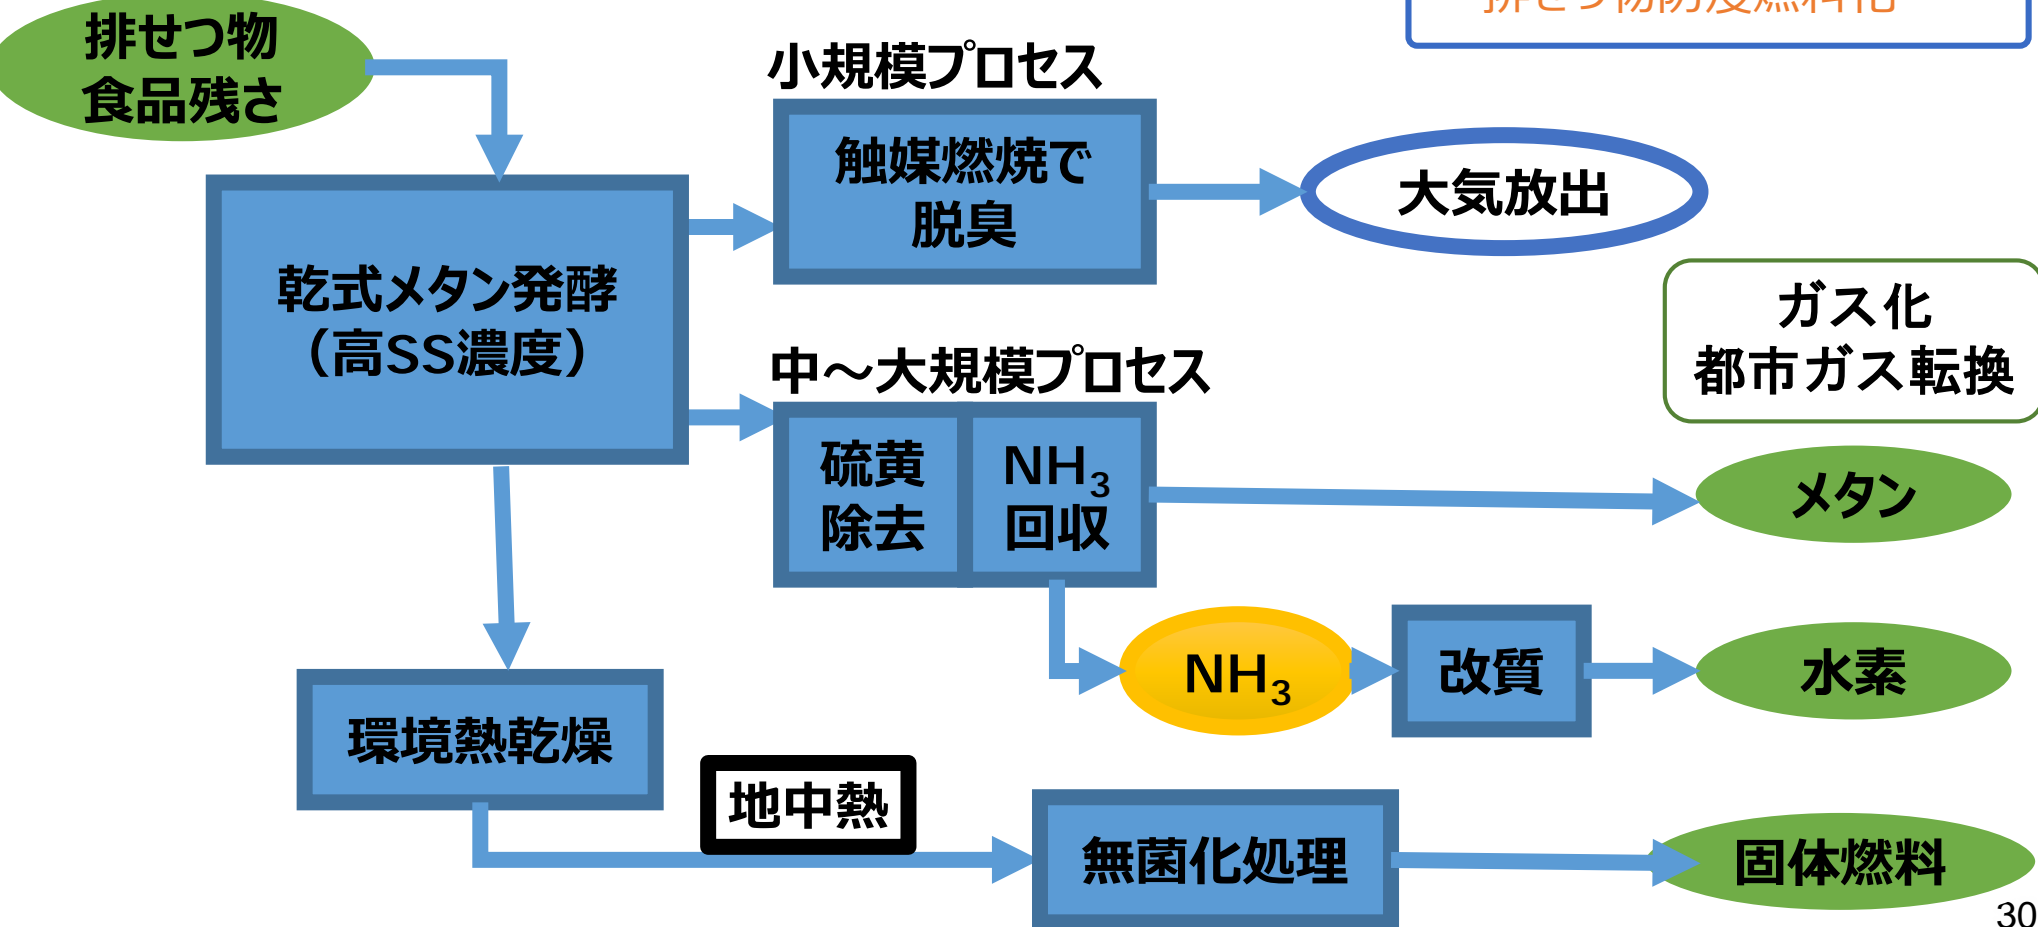 排せつ物
食品残さ
小規模プロセス
触媒燃焼で
脱臭
大気放出
乾式メタン発酵
（高SS濃度）
ガス化
都市ガス転換
中～大規模プロセス
硫黄
除去
NH₃
回収
メタン
NH₃
改質
水素
環境熱乾燥
地中熱
無菌化処理
固体燃料
30